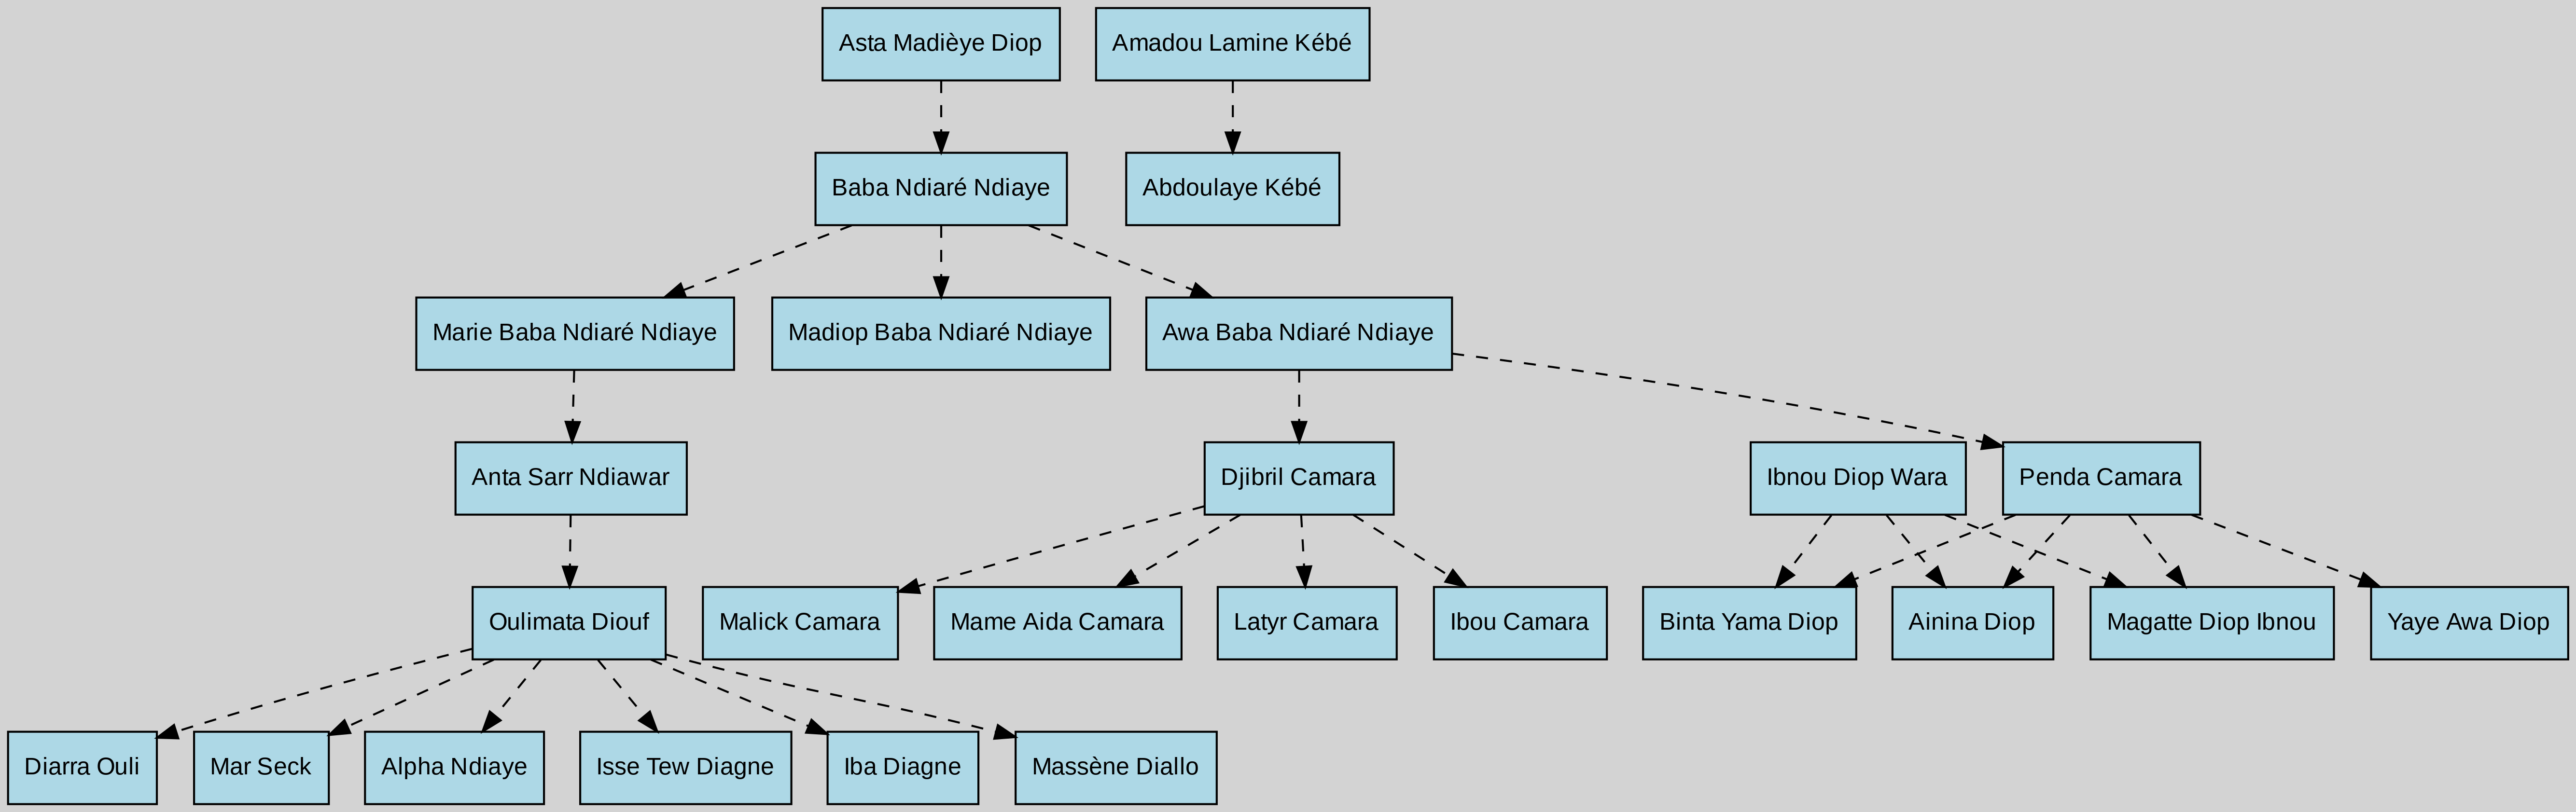 Asta Madièye Diop
Amadou Lamine Kébé
Baba Ndiaré Ndiaye
Abdoulaye Kébé
Marie Baba Ndiaré Ndiaye
Madiop Baba Ndiaré Ndiaye
Awa Baba Ndiaré Ndiaye
Anta Sarr Ndiawar
Djibril Camara
Ibnou Diop Wara
Penda Camara
Oulimata Diouf
Malick Camara
Mame Aida Camara
Latyr Camara
Ibou Camara
Binta Yama Diop
Ainina Diop
Magatte Diop Ibnou
Yaye Awa Diop
Diarra Ouli
Mar Seck
Alpha Ndiaye
Isse Tew Diagne
Iba Diagne
Massène Diallo